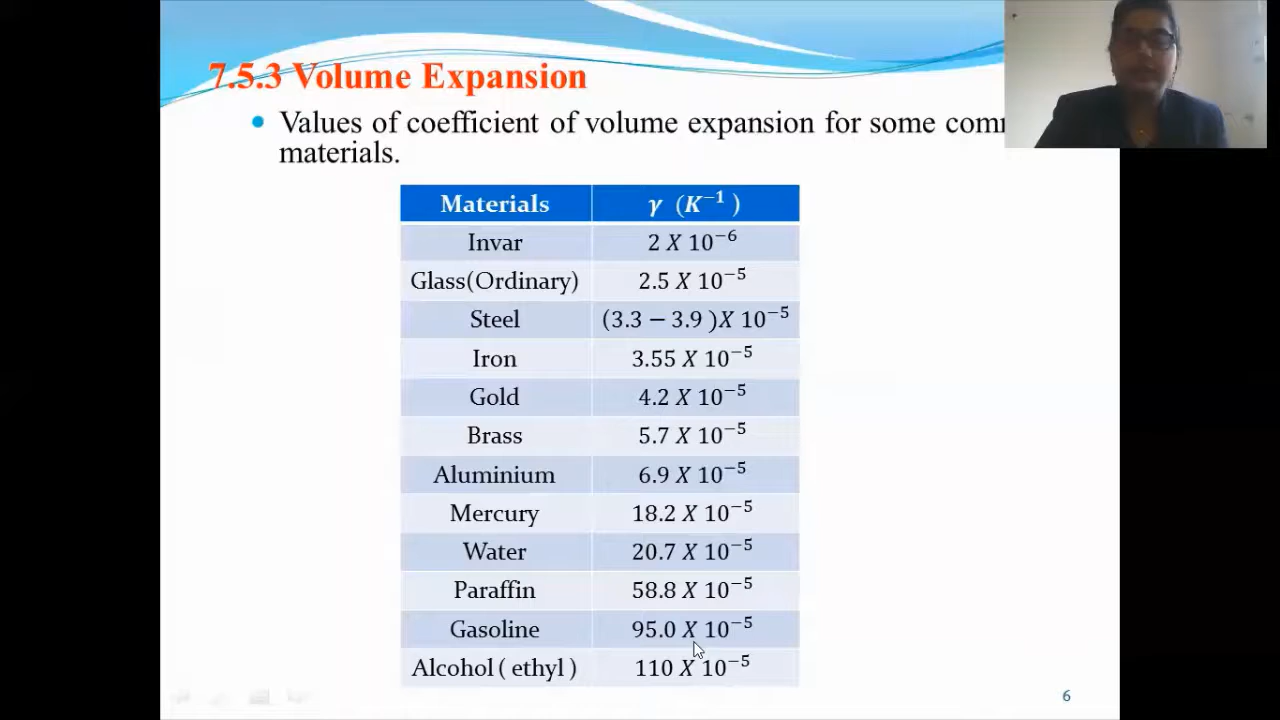 7.5.3 Volume Expansion
• Values of coefficient of volume expansion for some com
materials.
Materials γ (K⁻¹ )
Invar 2 X 10⁻⁶
Glass(Ordinary) 2.5 X 10⁻⁵
Steel (3.3 − 3.9 )X 10⁻⁵
Iron 3.55 X 10⁻⁵
Gold 4.2 X 10⁻⁵
Brass 5.7 X 10⁻⁵
Aluminium 6.9 X 10⁻⁵
Mercury 18.2 X 10⁻⁵
Water 20.7 X 10⁻⁵
Paraffin 58.8 X 10⁻⁵
Gasoline 95.0 X 10⁻⁵
Alcohol ( ethyl ) 110 X 10⁻⁵
6